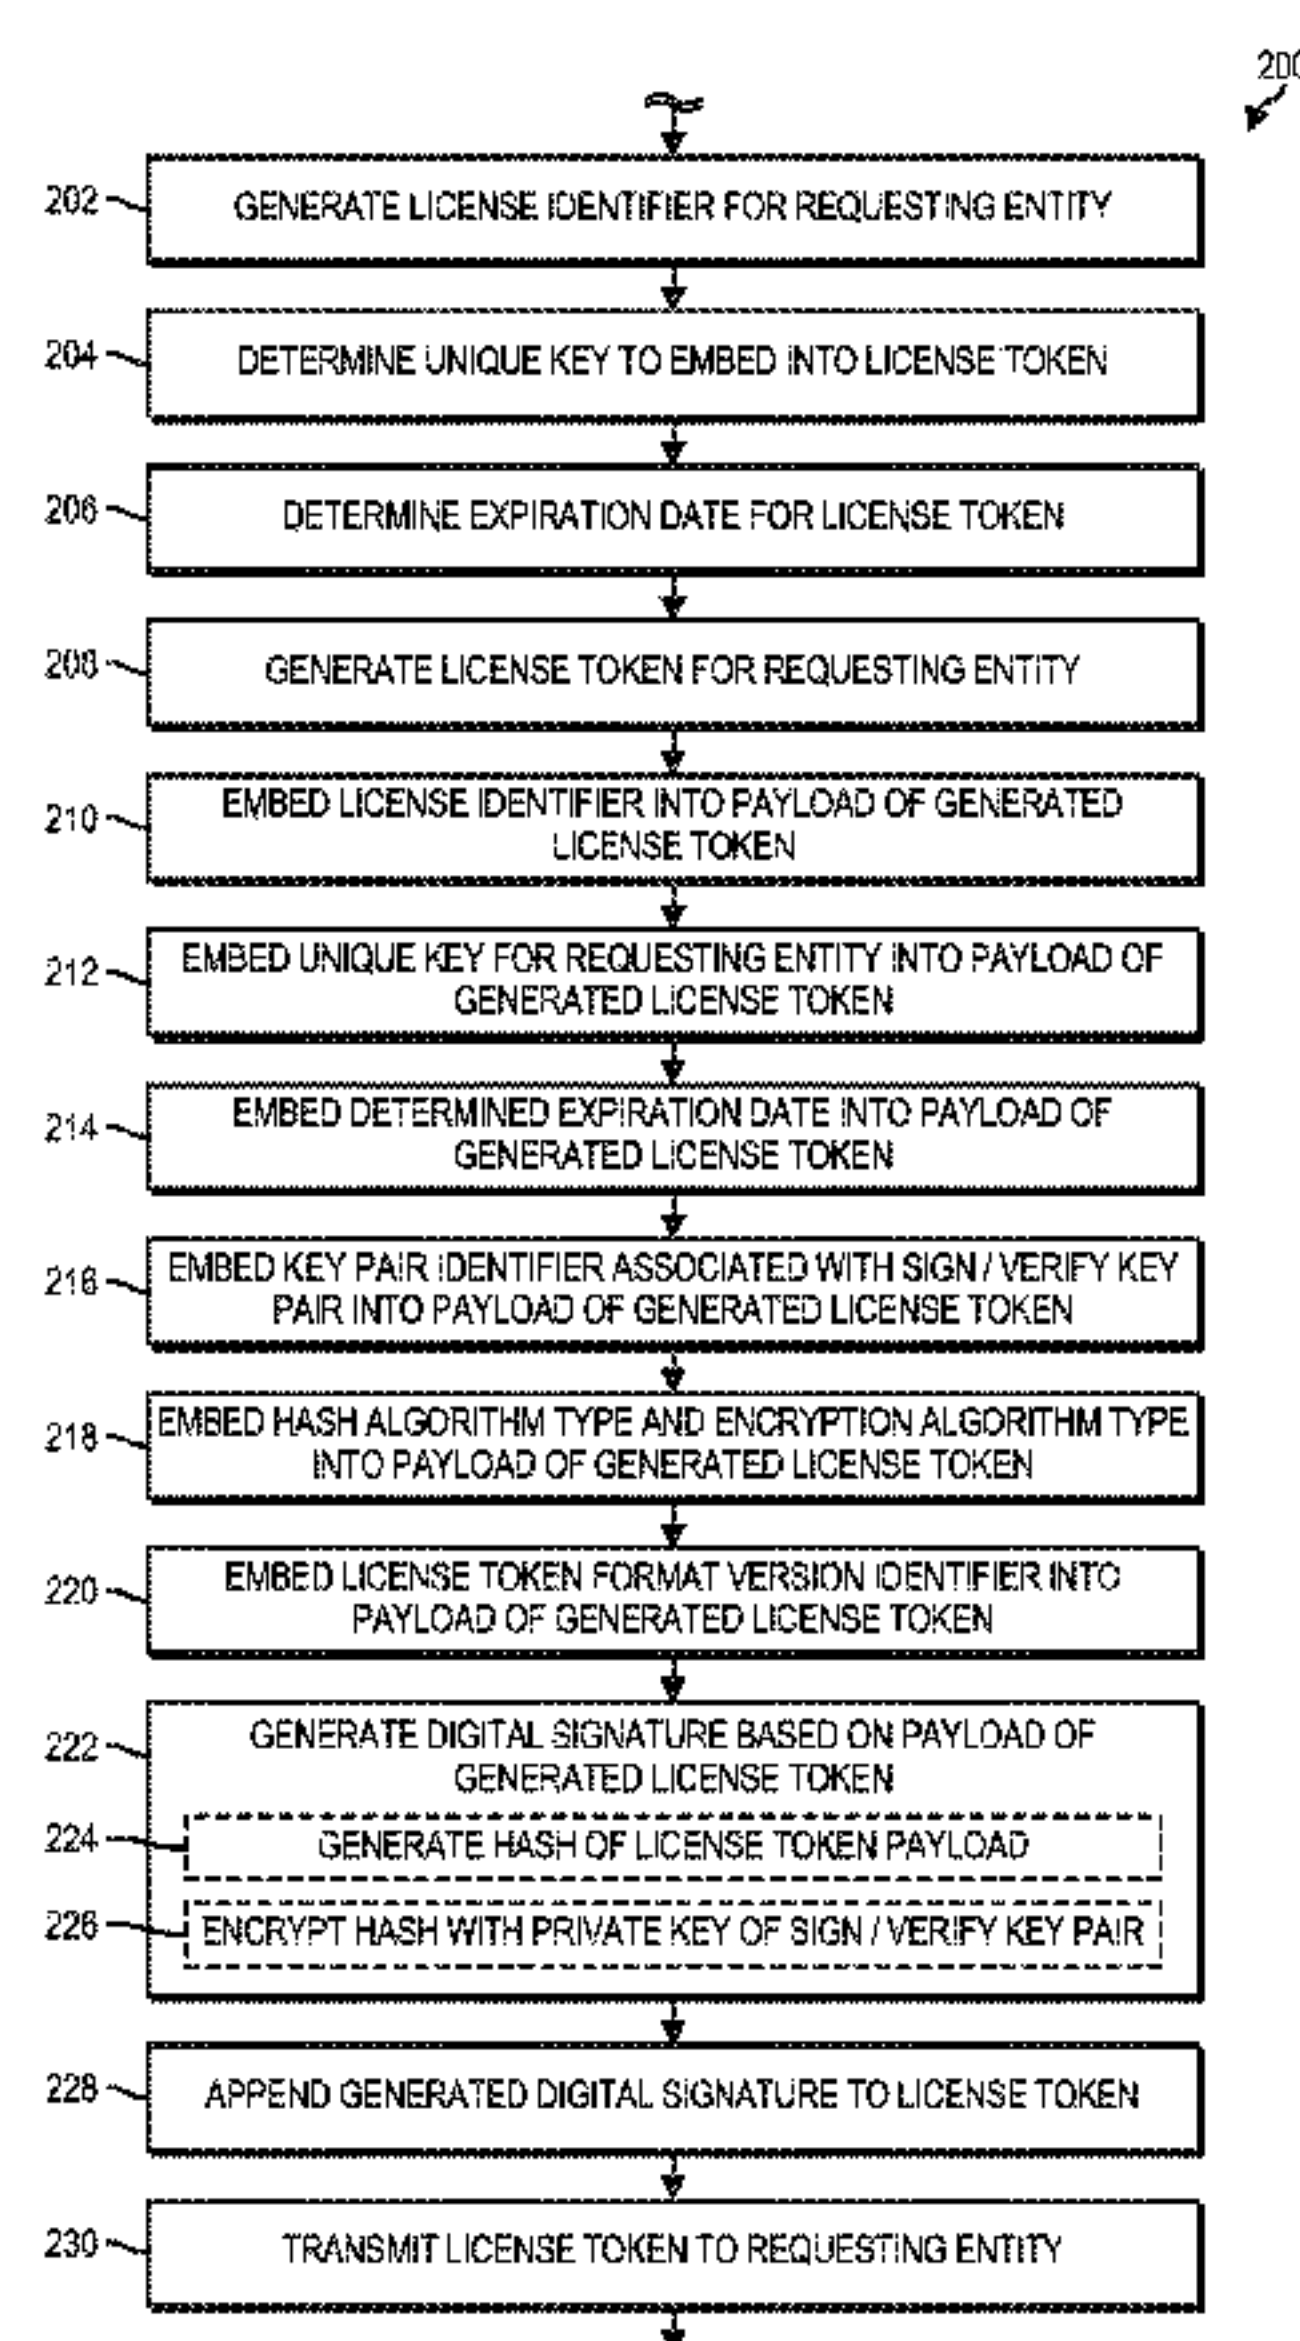 200
202
GENERATE LICENSE IDENTIFIER FOR REQUESTING ENTITY
204
DETERMINE UNIQUE KEY TO EMBED INTO LICENSE TOKEN
206
DETERMINE EXPIRATION DATE FOR LICENSE TOKEN
208
GENERATE LICENSE TOKEN FOR REQUESTING ENTITY
210
EMBED LICENSE IDENTIFIER INTO PAYLOAD OF GENERATED
LICENSE TOKEN
212
EMBED UNIQUE KEY FOR REQUESTING ENTITY INTO PAYLOAD OF
GENERATED LICENSE TOKEN
214
EMBED DETERMINED EXPIRATION DATE INTO PAYLOAD OF
GENERATED LICENSE TOKEN
216
EMBED KEY PAIR IDENTIFIER ASSOCIATED WITH SIGN / VERIFY KEY
PAIR INTO PAYLOAD OF GENERATED LICENSE TOKEN
218
EMBED HASH ALGORITHM TYPE AND ENCRYPTION ALGORITHM TYPE
INTO PAYLOAD OF GENERATED LICENSE TOKEN
220
EMBED LICENSE TOKEN FORMAT VERSION IDENTIFIER INTO
PAYLOAD OF GENERATED LICENSE TOKEN
222
GENERATE DIGITAL SIGNATURE BASED ON PAYLOAD OF
GENERATED LICENSE TOKEN
224
GENERATE HASH OF LICENSE TOKEN PAYLOAD
226
ENCRYPT HASH WITH PRIVATE KEY OF SIGN / VERIFY KEY PAIR
228
APPEND GENERATED DIGITAL SIGNATURE TO LICENSE TOKEN
230
TRANSMIT LICENSE TOKEN TO REQUESTING ENTITY